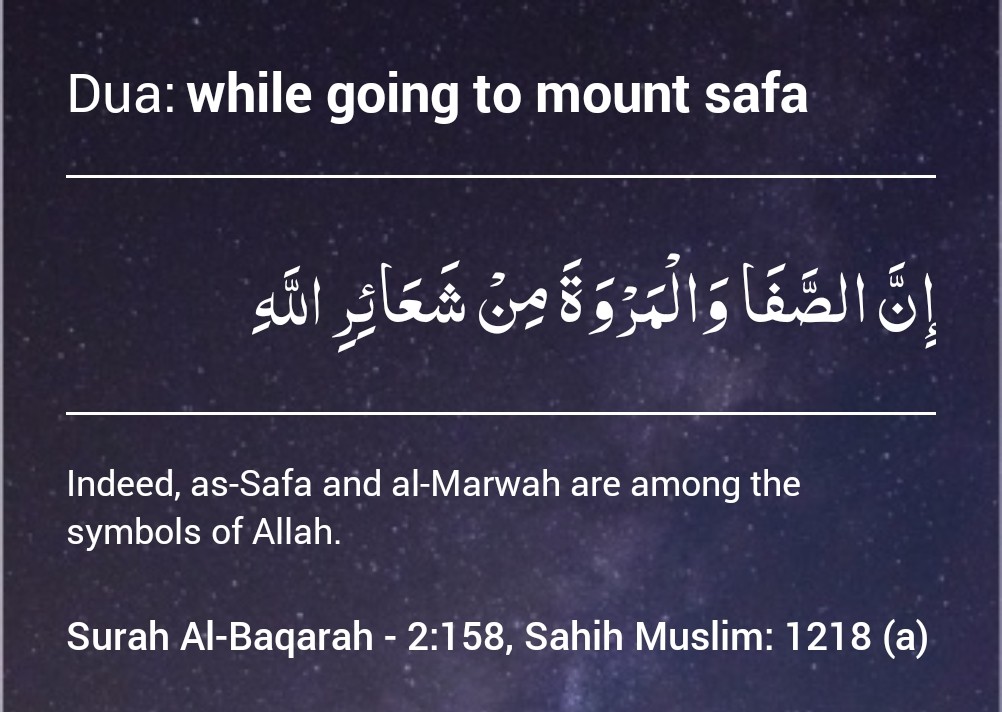 Dua: while going to mount safa
إِنَّ الصَّفَا وَالْمَرْوَةَ مِنْ شَعَائِرِ اللَّهِ
Indeed, as-Safa and al-Marwah are among the
symbols of Allah.
Surah Al-Baqarah - 2:158, Sahih Muslim: 1218 (a)